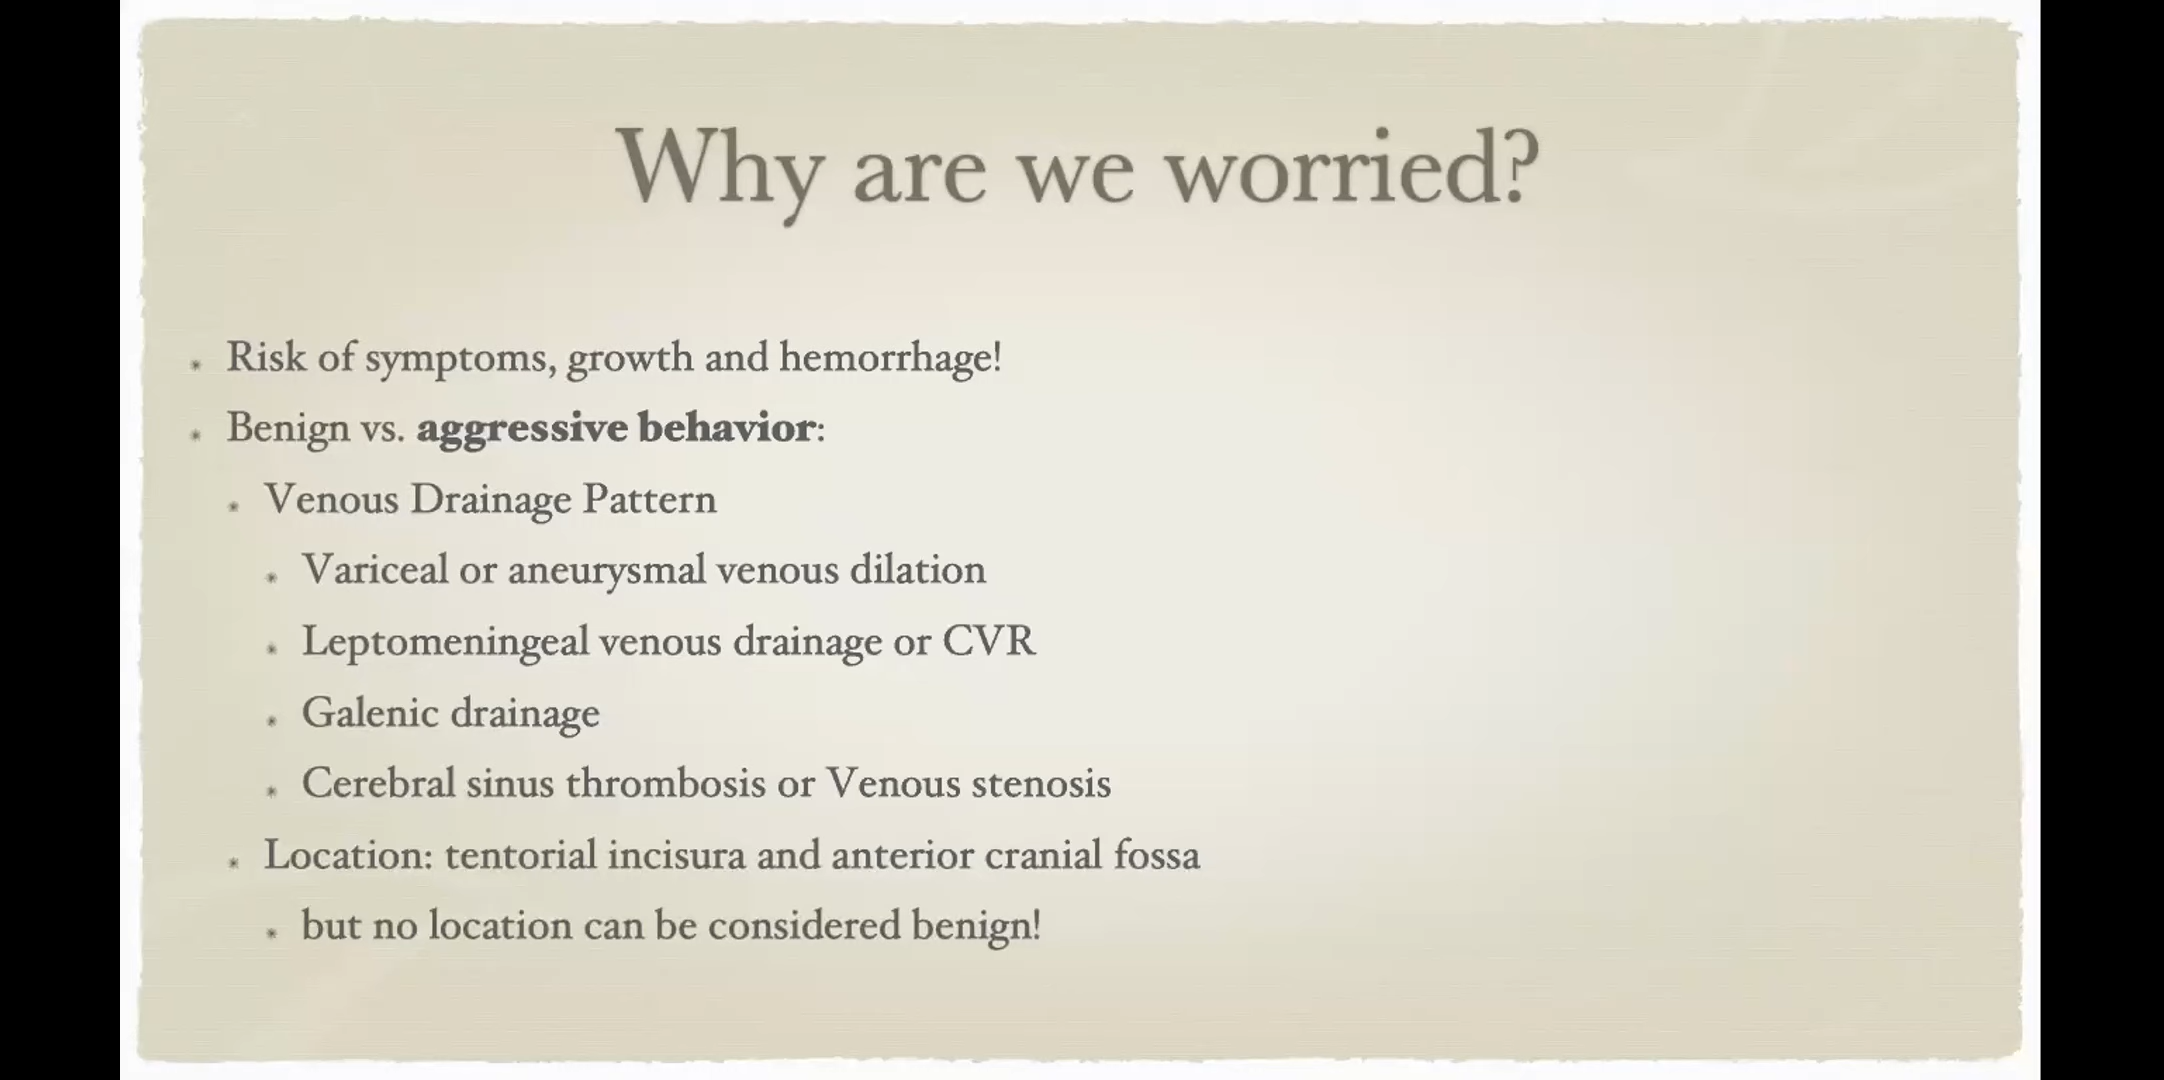 Why are we worried?
Risk of symptoms, growth and hemorrhage!
Benign vs. aggressive behavior:
Venous Drainage Pattern
Variceal or aneurysmal venous dilation
Leptomeningeal venous drainage or CVR
Galenic drainage
Cerebral sinus thrombosis or Venous stenosis
Location: tentorial incisura and anterior cranial fossa
but no location can be considered benign!